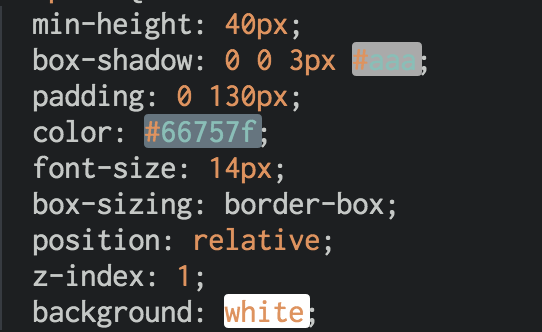 min-height: 40px;
box-shadow: 0 0 3px #aaa;
padding: 0 130px;
color: #66757f;
font-size: 14px;
box-sizing: border-box;
position: relative;
z-index: 1;
background: white;